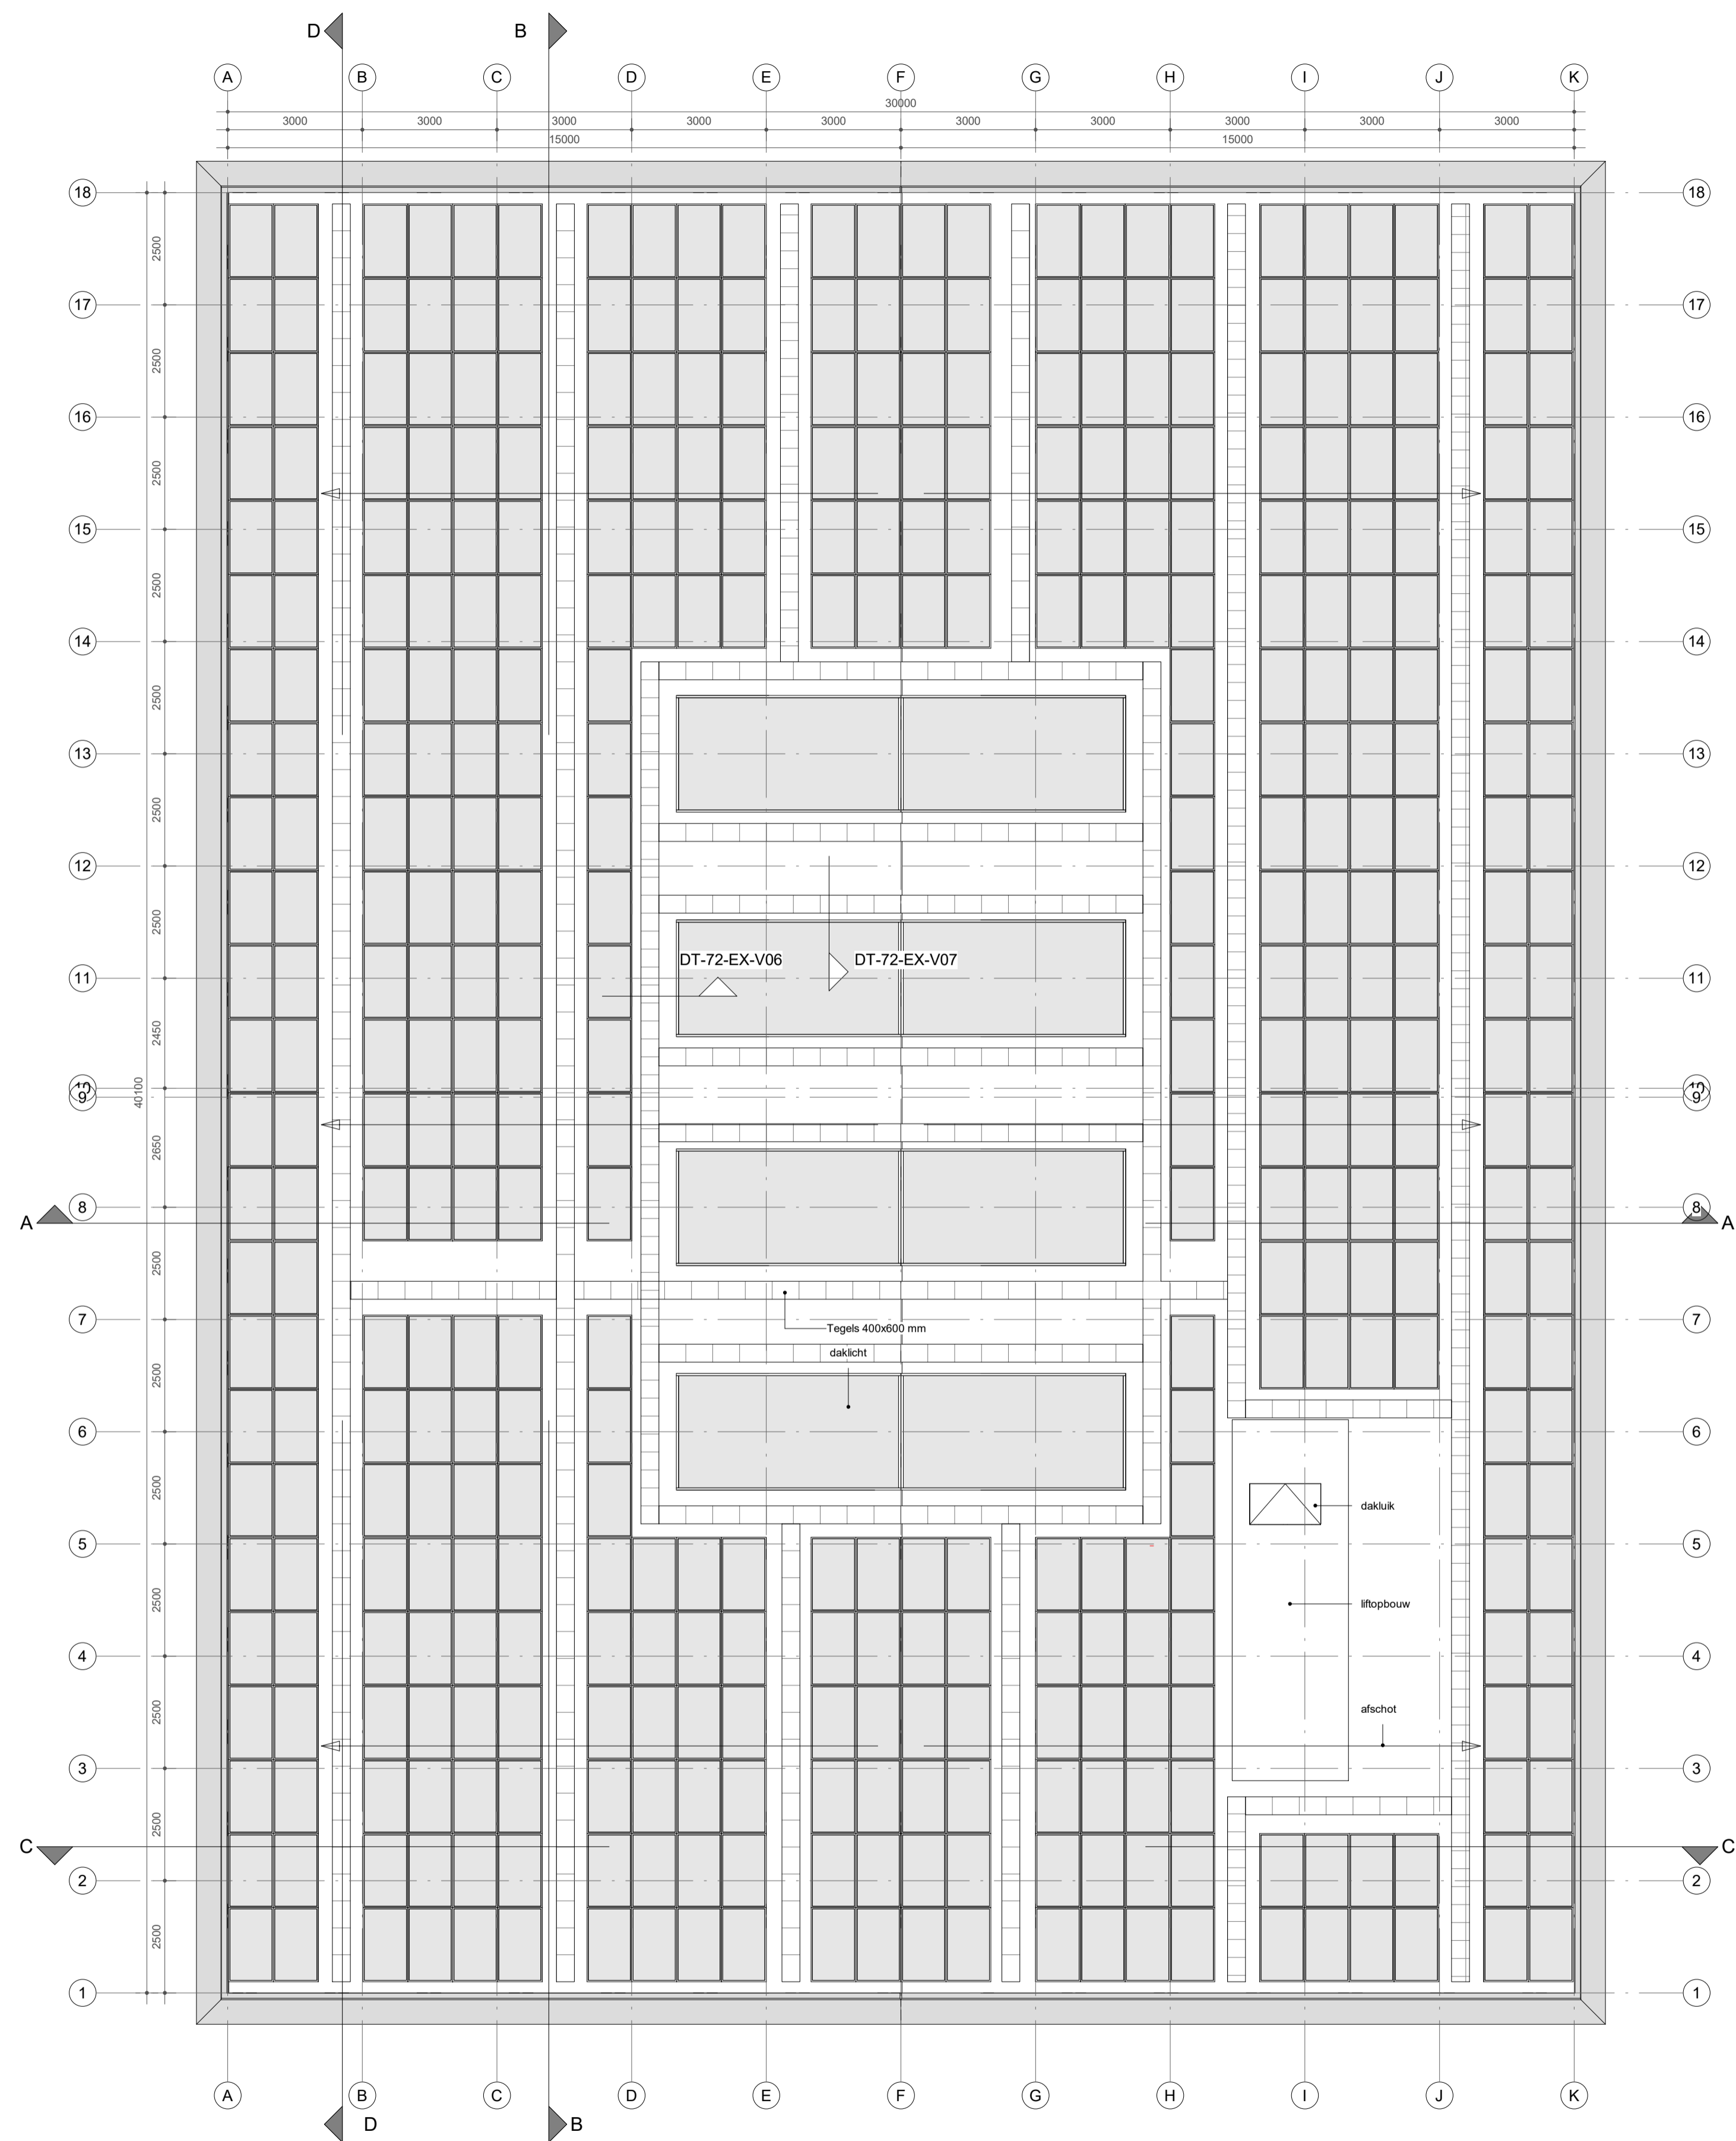 D B
A B C D E F G H I J K
30000
3000 3000 3000 3000 3000 3000 3000 3000 3000 3000
15000 15000
18 18
2500
17 17
2500
16 16
2500
15 15
2500
14 14
2500
13 13
2500
12 12
2500
DT-72-EX-V06 DT-72-EX-V07
11 11
2450
9 9
40100
2650
8 8
A A
2500
7 7
Tegels 400x600 mm
daklicht
2500
6 6
2500
dakluik
5 5
2500
liftopbouw
4 4
2500
afschot
3 3
2500
C C
2 2
2500
1 1
A B C D E F G H I J K
D B